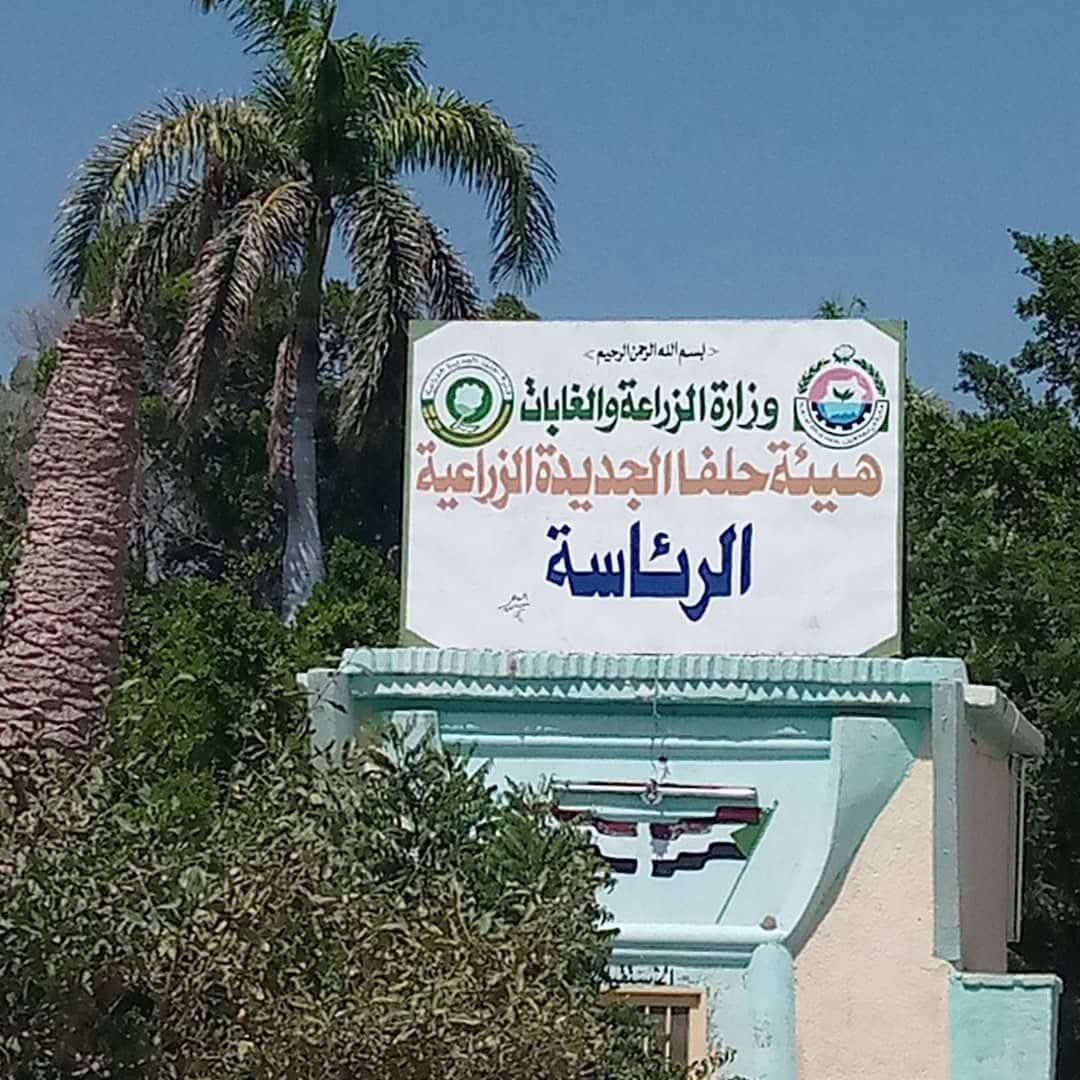 <بسم الله الرحمن الرحيم>
وزارة الزراعة والغابات
هيئة حلفا الجديدة الزراعية
الرئاسة